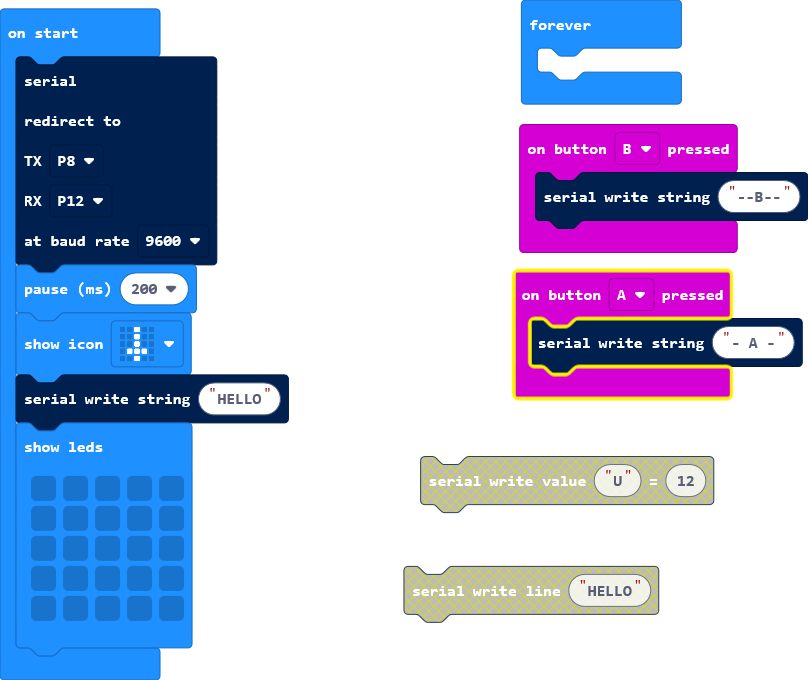 on start
serial
redirect to
TX P8
RX P12
at baud rate 9600
pause (ms) 200
show icon
serial write string "HELLO"
show leds
forever
on button B pressed
serial write string "--B--"
on button A pressed
serial write string "- A -"
serial write value "U" = 12
serial write line "HELLO"